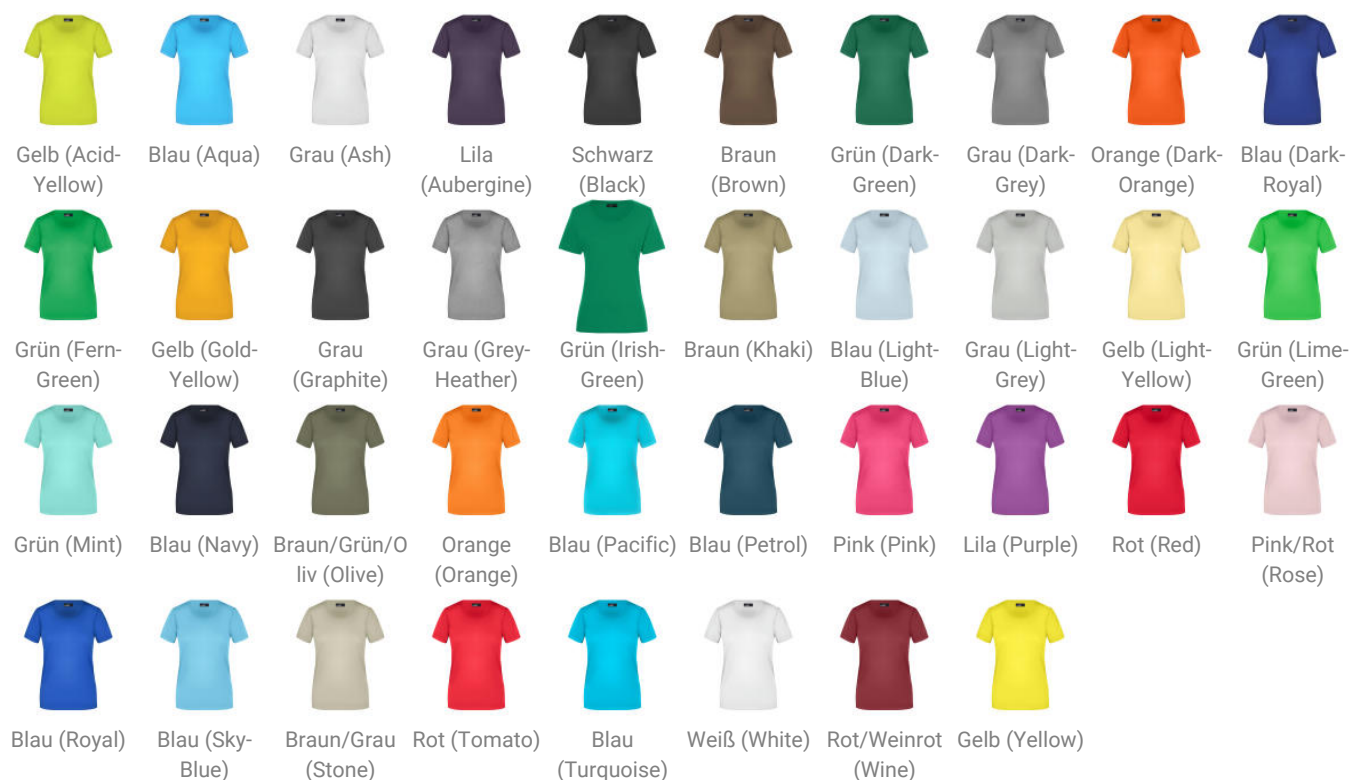 Gelb (Acid-
Yellow)
Blau (Aqua)
Grau (Ash)
Lila
(Aubergine)
Schwarz
(Black)
Braun
(Brown)
Grün (Dark-
Green)
Grau (Dark-
Grey)
Orange (Dark-
Orange)
Blau (Dark-
Royal)
Grün (Fern-
Green)
Gelb (Gold-
Yellow)
Grau
(Graphite)
Grau (Grey-
Heather)
Grün (Irish-
Green)
Braun (Khaki)
Blau (Light-
Blue)
Grau (Light-
Grey)
Gelb (Light-
Yellow)
Grün (Lime-
Green)
Grün (Mint)
Blau (Navy)
Braun/Grün/O
liv (Olive)
Orange
(Orange)
Blau (Pacific)
Blau (Petrol)
Pink (Pink)
Lila (Purple)
Rot (Red)
Pink/Rot
(Rose)
Blau (Royal)
Blau (Sky-
Blue)
Braun/Grau
(Stone)
Rot (Tomato)
Blau
(Turquoise)
Weiß (White)
Rot/Weinrot
(Wine)
Gelb (Yellow)